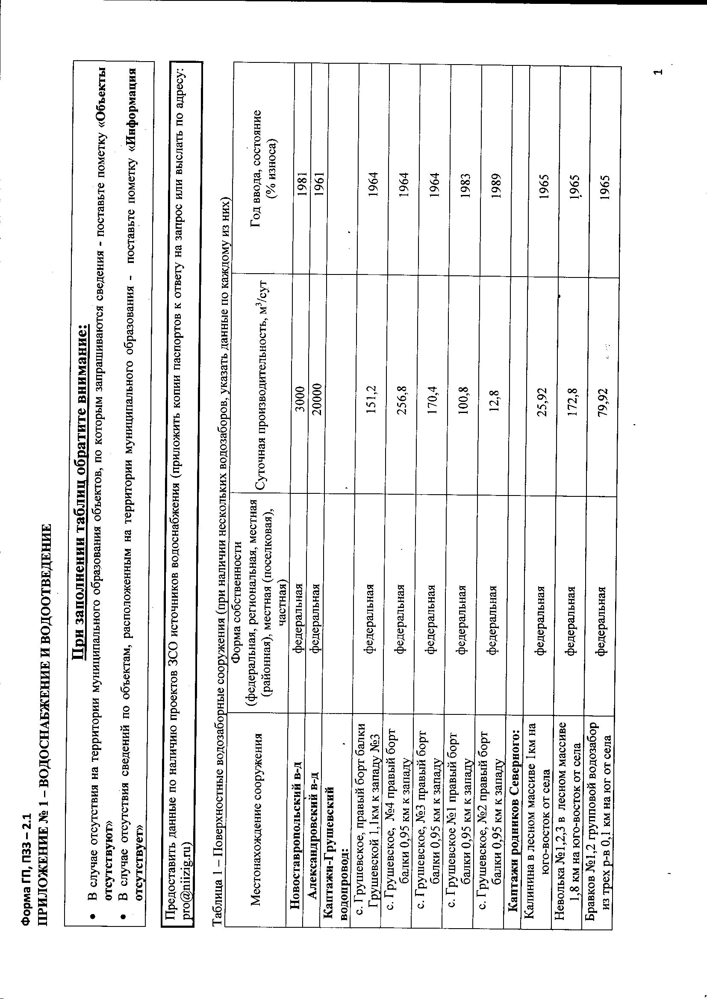 Форма ГП, ПЗЗ – 2.1
ПРИЛОЖЕНИЕ № 1 – ВОДОСНАБЖЕНИЕ И ВОДООТВЕДЕНИЕ
При заполнении таблиц обратите внимание:
• В случае отсутствия на территории муниципального образования объектов, по которым запрашиваются сведения - поставьте пометку «Объекты
отсутствуют»
• В случае отсутствия сведений по объектам, расположенным на территории муниципального образования - поставьте пометку «Информация
отсутствует»
Предоставить данные по наличию проектов ЗСО источников водоснабжения (приложить копии паспортов к ответу на запрос или выслать по адресу:
pro@niizig.ru)
Таблица 1 – Поверхностные водозаборные сооружения (при наличии нескольких водозаборов, указать данные по каждому из них)
Местонахождение сооружения
Форма собственности
(федеральная, региональная, местная
(районная), местная (поселковая),
частная)
Суточная производительность, м³/сут
Год ввода, состояние
(% износа)
Новоставропольский в-д федеральная 3000 1981
Александровский в-д федеральная 20000 1961
Каптажи-Грушевский
водопровод:
с. Грушевское, правый борт балки
Грушевской 1,1км к западу №3
федеральная 151,2 1964
с. Грушевское, №4 правый борт
балки 0,95 км к западу
федеральная 256,8 1964
с. Грушевское, №3 правый борт
балки 0,95 км к западу
федеральная 170,4 1964
с. Грушевское №1 правый борт
балки 0,95 км к западу
федеральная 100,8 1983
с. Грушевское, №2 правый борт
балки 0,95 км к западу
федеральная 12,8 1989
Каптажи родников Северного:
Калинина в лесном массиве 1км на
юго-восток от села
федеральная 25,92 1965
Неволька №1,2,3 в лесном массиве
1,8 км на юго-восток от села
федеральная 172,8 1965
Бравков №1,2 групповой водозабор
из трех р-в 0,1 км на юг от села
федеральная 79,92 1965
1